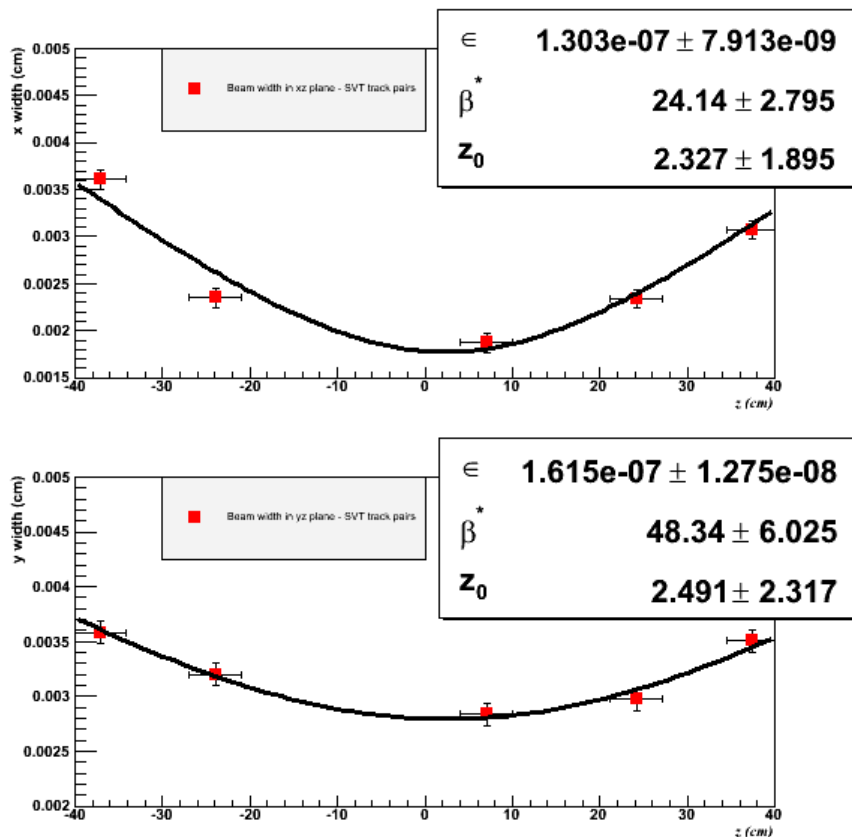 ∈ 1.303e-07 ± 7.913e-09
β* 24.14 ± 2.795
z₀ 2.327 ± 1.895
x width (cm)
0.005
0.0045
0.004
0.0035
0.003
0.0025
0.002
0.0015
Beam width in xz plane - SVT track pairs
-40 -30 -20 -10 0 10 20 30 40
z (cm)
∈ 1.615e-07 ± 1.275e-08
β* 48.34 ± 6.025
z₀ 2.491 ± 2.317
y width (cm)
0.005
0.0045
0.004
0.0035
0.003
0.0025
0.002
Beam width in yz plane - SVT track pairs
-40 -30 -20 -10 0 10 20 30 40
z (cm)